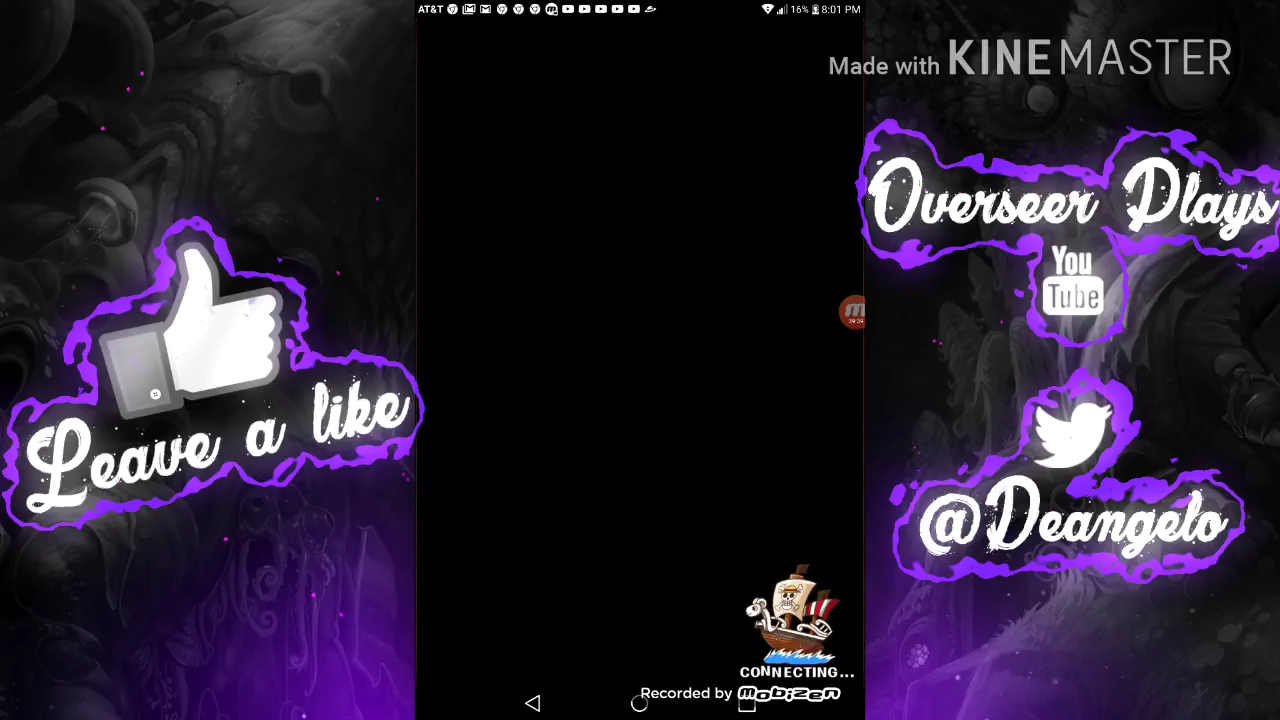 AT&T 16% 8:01 PM
Made with KINEMASTER
Overseer Plays
You
Tube
Leave a like
@Deangelo
CONNECTING...
Recorded by mobizen